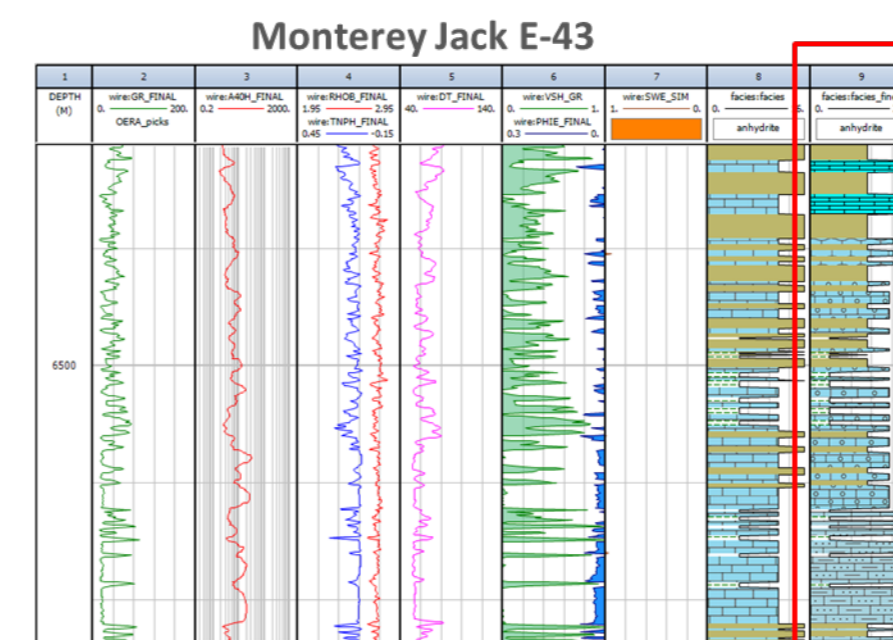 Monterey Jack E-43
1 2 3 4 5 6 7 8 9
DEPTH
(M)
wire:GR_FINAL
0. 200.
OERA_picks
wire:A40H_FINAL
0.2 2000.
wire:RHOB_FINAL
1.95 2.95
wire:TNPH_FINAL
0.45 -0.15
wire:DT_FINAL
40. 140.
wire:VSH_GR
0. 1.
wire:PHIE_FINAL
0.3 0.
wire:SWE_SIM
1. 0.
facies:facies
0.
anhydrite
0.
anhydrite
6500